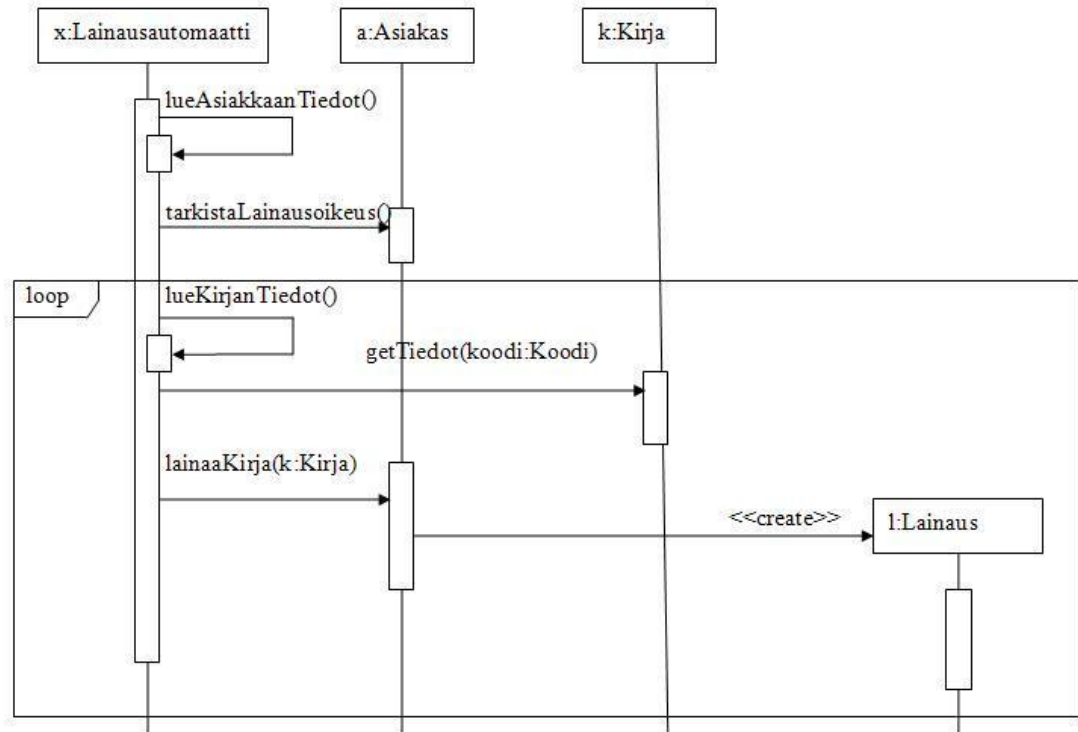 x:Lainausautomaatti
a:Asiakas
k:Kirja
lueAsiakkaanTiedot()
tarkistaLainausoikeus()
loop
lueKirjanTiedot()
getTiedot(koodi:Koodi)
lainaaKirja(k:Kirja)
<<create>>
l:Lainaus